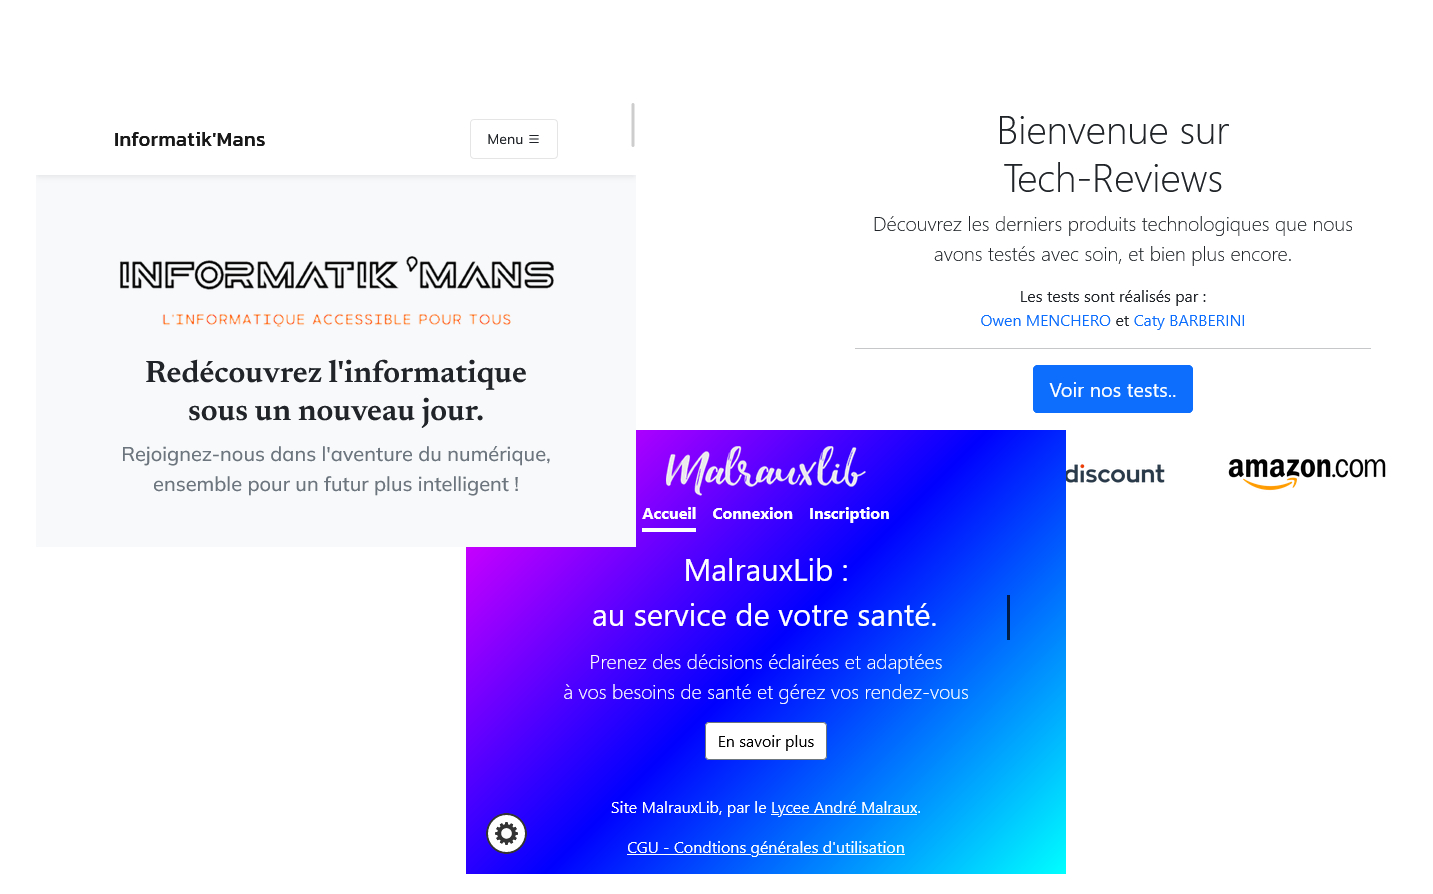 Informatik'Mans
Menu
INFORMATIK 'MANS
L'INFORMATIQUE ACCESSIBLE POUR TOUS
Redécouvrez l'informatique
sous un nouveau jour.
Rejoignez-nous dans l'aventure du numérique,
ensemble pour un futur plus intelligent !
Bienvenue sur
Tech-Reviews
Découvrez les derniers produits technologiques que nous
avons testés avec soin, et bien plus encore.
Les tests sont réalisés par :
Owen MENCHERO et Caty BARBERINI
Voir nos tests..
discount
amazon.com
Malrauxlib
Accueil Connexion Inscription
MalrauxLib :
au service de votre santé.
Prenez des décisions éclairées et adaptées
à vos besoins de santé et gérez vos rendez-vous
En savoir plus
Site MalrauxLib, par le Lycee André Malraux.
CGU - Condtions générales d'utilisation